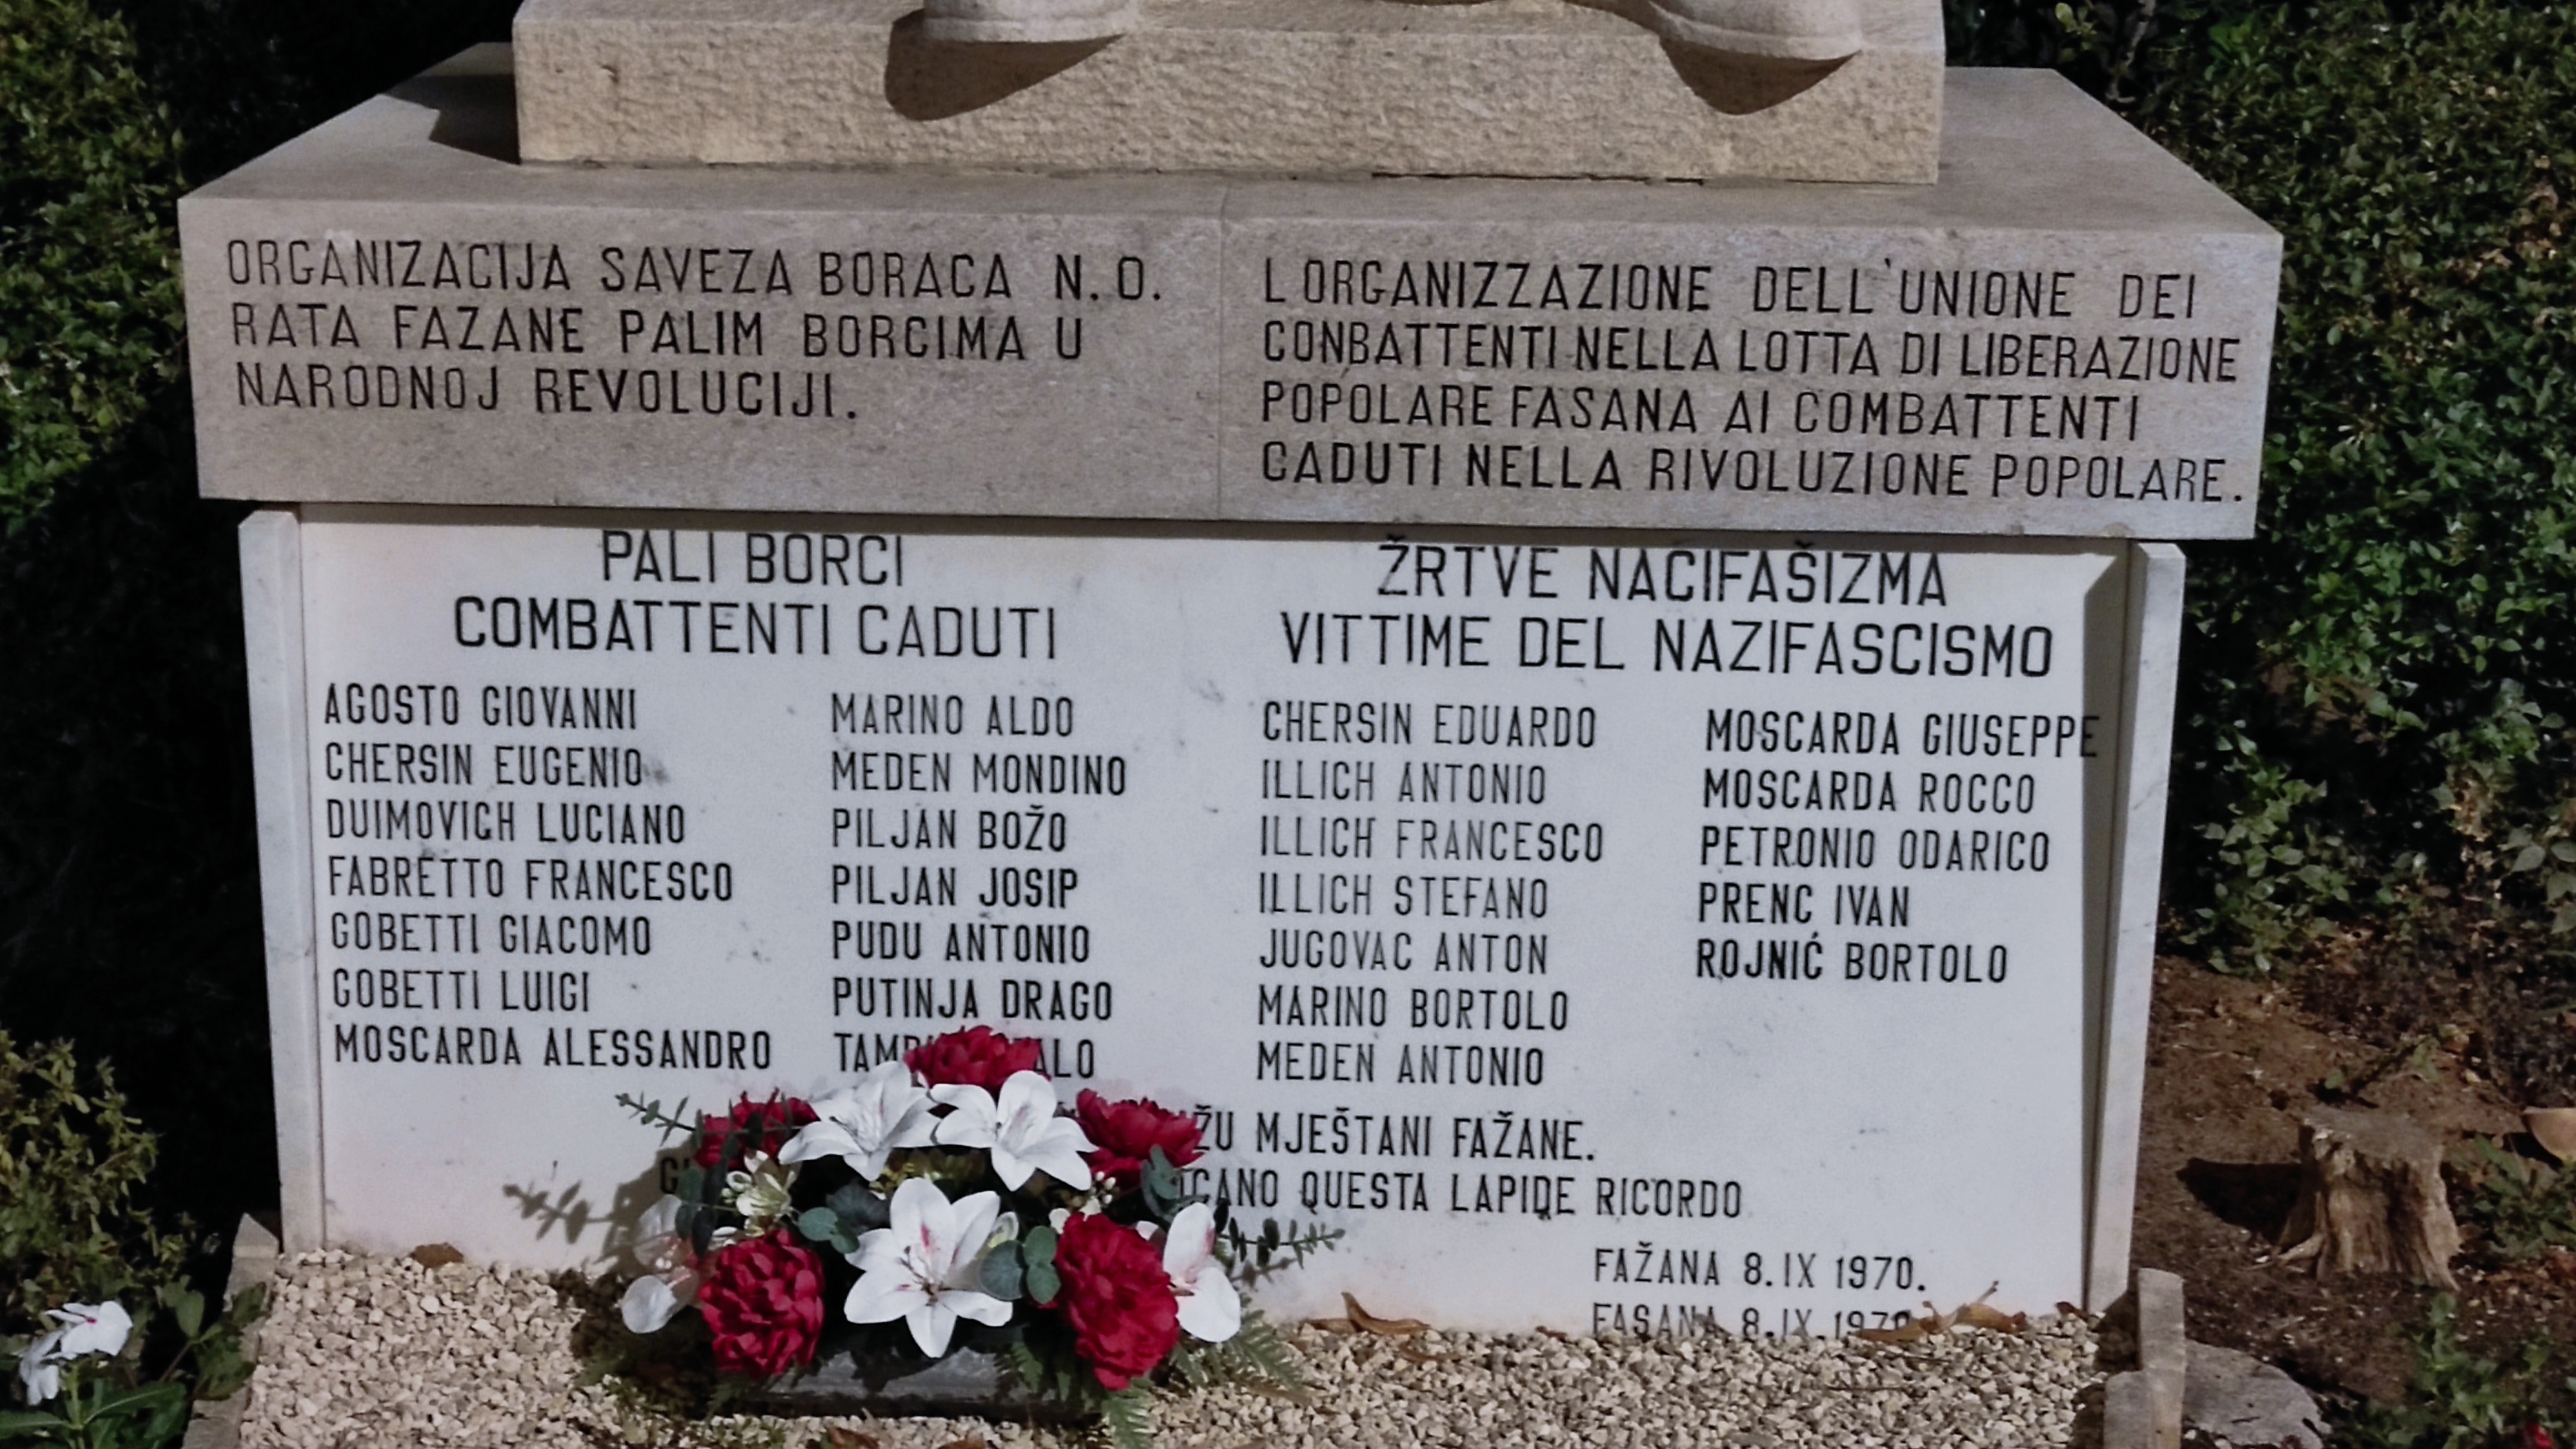 ORGANIZACIJA SAVEZA BORACA N.O.
RATA FAZANE PALIM BORCIMA U
NARODNOJ REVOLUCIJI.
L ORGANIZZAZIONE DELL'UNIONE DEI
CONBATTENTI NELLA LOTTA DI LIBERAZIONE
POPOLARE FASANA AI COMBATTENTI
CADUTI NELLA RIVOLUZIONE POPOLARE.
PALI BORCI
COMBATTENTI CADUTI
AGOSTO GIOVANNI
CHERSIN EUGENIO
DUIMOVICH LUCIANO
FABRETTO FRANCESCO
GOBETTI GIACOMO
GOBETTI LUIGI
MOSCARDA ALESSANDRO
MARINO ALDO
MEDEN MONDINO
PILJAN BOŽO
PILJAN JOSIP
PUDU ANTONIO
PUTINJA DRAGO
ŽRTVE NACIFAŠIZMA
VITTIME DEL NAZIFASCISMO
CHERSIN EDUARDO
ILLICH ANTONIO
ILLICH FRANCESCO
ILLICH STEFANO
JUGOVAC ANTON
MARINO BORTOLO
MEDEN ANTONIO
MOSCARDA GIUSEPPE
MOSCARDA ROCCO
PETRONIO ODARICO
PRENC IVAN
ROJNIĆ BORTOLO
MJEŠTANI FAŽANE.
QUESTA LAPIDE RICORDO
FAŽANA 8.IX 1970.
FASANA 8.IX.1970